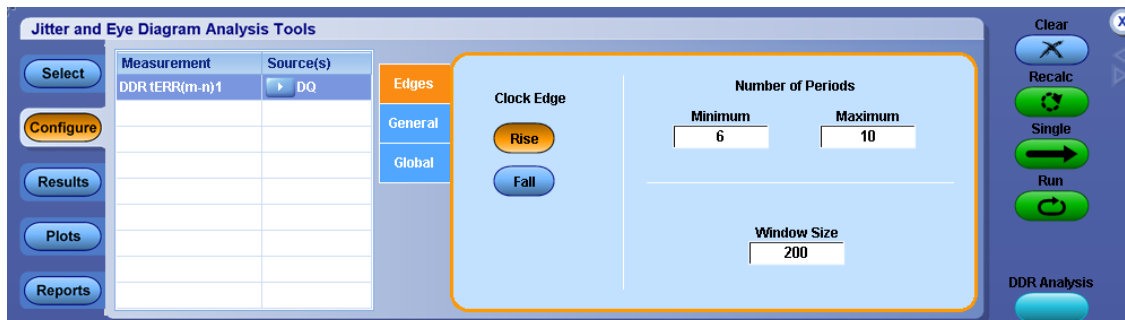 Jitter and Eye Diagram Analysis Tools
Clear
X
Select
Measurement Source(s)
DDR tERR(m-n)1 DQ
Edges
Clock Edge
Number of Periods
Recalc
Configure
General
Rise
Minimum Maximum
6 10
Single
Global
Results
Fall
Run
Plots
Window Size
200
Reports
DDR Analysis